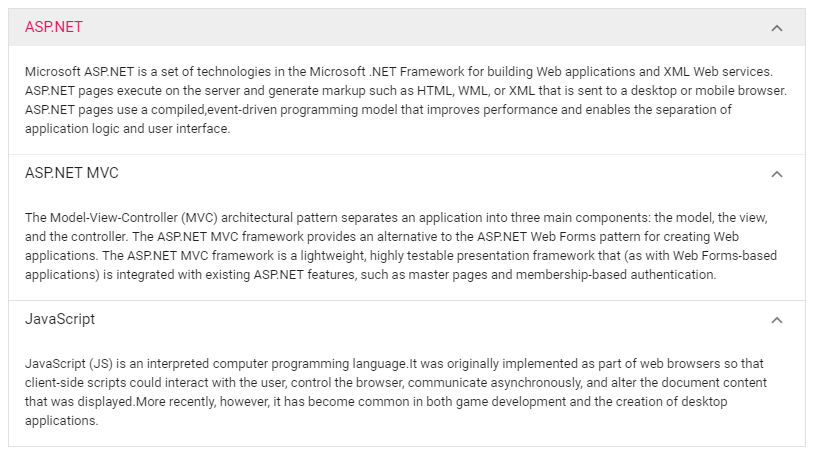 ASP.NET
Microsoft ASP.NET is a set of technologies in the Microsoft .NET Framework for building Web applications and XML Web services.
ASP.NET pages execute on the server and generate markup such as HTML, WML, or XML that is sent to a desktop or mobile browser.
ASP.NET pages use a compiled,event-driven programming model that improves performance and enables the separation of
application logic and user interface.
ASP.NET MVC
The Model-View-Controller (MVC) architectural pattern separates an application into three main components: the model, the view,
and the controller. The ASP.NET MVC framework provides an alternative to the ASP.NET Web Forms pattern for creating Web
applications. The ASP.NET MVC framework is a lightweight, highly testable presentation framework that (as with Web Forms-based
applications) is integrated with existing ASP.NET features, such as master pages and membership-based authentication.
JavaScript
JavaScript (JS) is an interpreted computer programming language.It was originally implemented as part of web browsers so that
client-side scripts could interact with the user, control the browser, communicate asynchronously, and alter the document content
that was displayed.More recently, however, it has become common in both game development and the creation of desktop
applications.